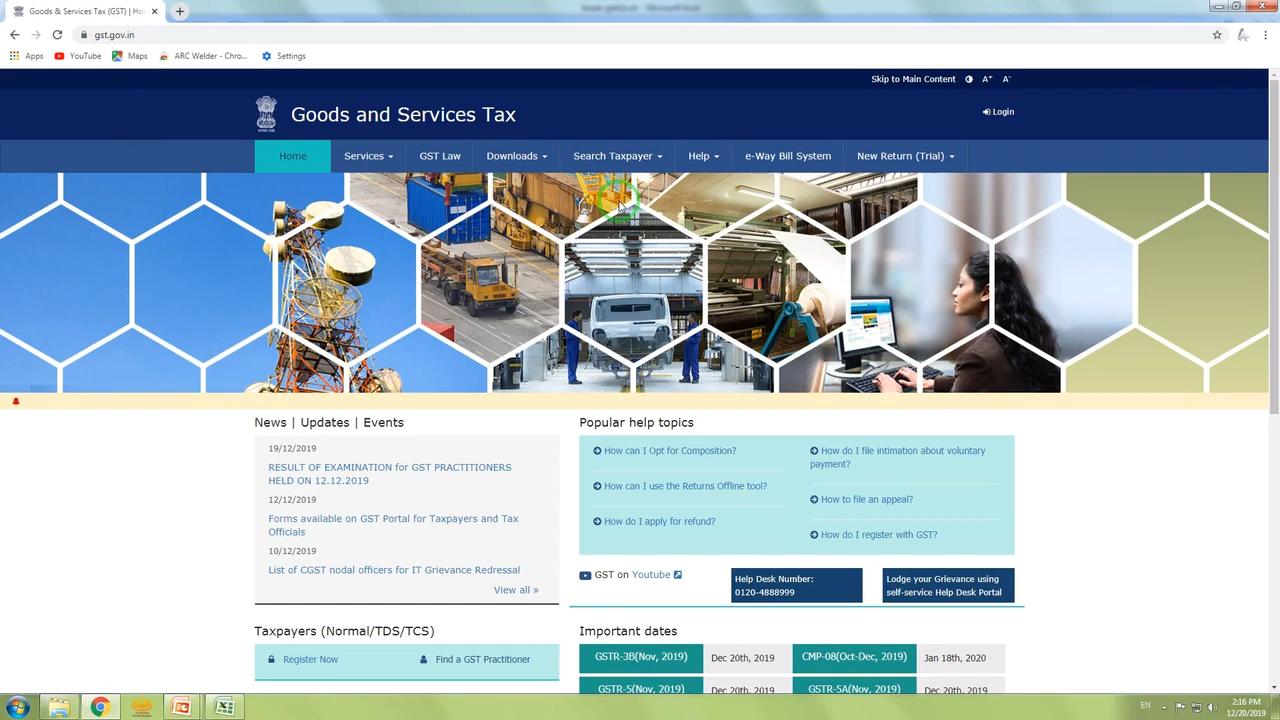 Goods & Services Tax (GST) | Ho
gst.gov.in
Apps YouTube Maps ARC Welder - Chro... Settings
Skip to Main Content A+ A-
Goods and Services Tax
Login
Home Services GST Law Downloads Search Taxpayer Help e-Way Bill System New Return (Trial)
News | Updates | Events
19/12/2019
RESULT OF EXAMINATION for GST PRACTITIONERS
HELD ON 12.12.2019
12/12/2019
Forms available on GST Portal for Taxpayers and Tax
Officials
10/12/2019
List of CGST nodal officers for IT Grievance Redressal
View all »
Popular help topics
How can I Opt for Composition?
How can I use the Returns Offline tool?
How do I apply for refund?
How do I file intimation about voluntary
payment?
How to file an appeal?
How do I register with GST?
GST on Youtube
Help Desk Number:
0120-4888999
Lodge your Grievance using
self-service Help Desk Portal
Taxpayers (Normal/TDS/TCS)
Register Now Find a GST Practitioner
Important dates
GSTR-3B(Nov, 2019) Dec 20th, 2019 CMP-08(Oct-Dec, 2019) Jan 18th, 2020
GSTR-5(Nov, 2019) Dec 20th, 2019 GSTR-5A(Nov, 2019) Dec 20th, 2019
EN
2:16 PM
12/20/2019